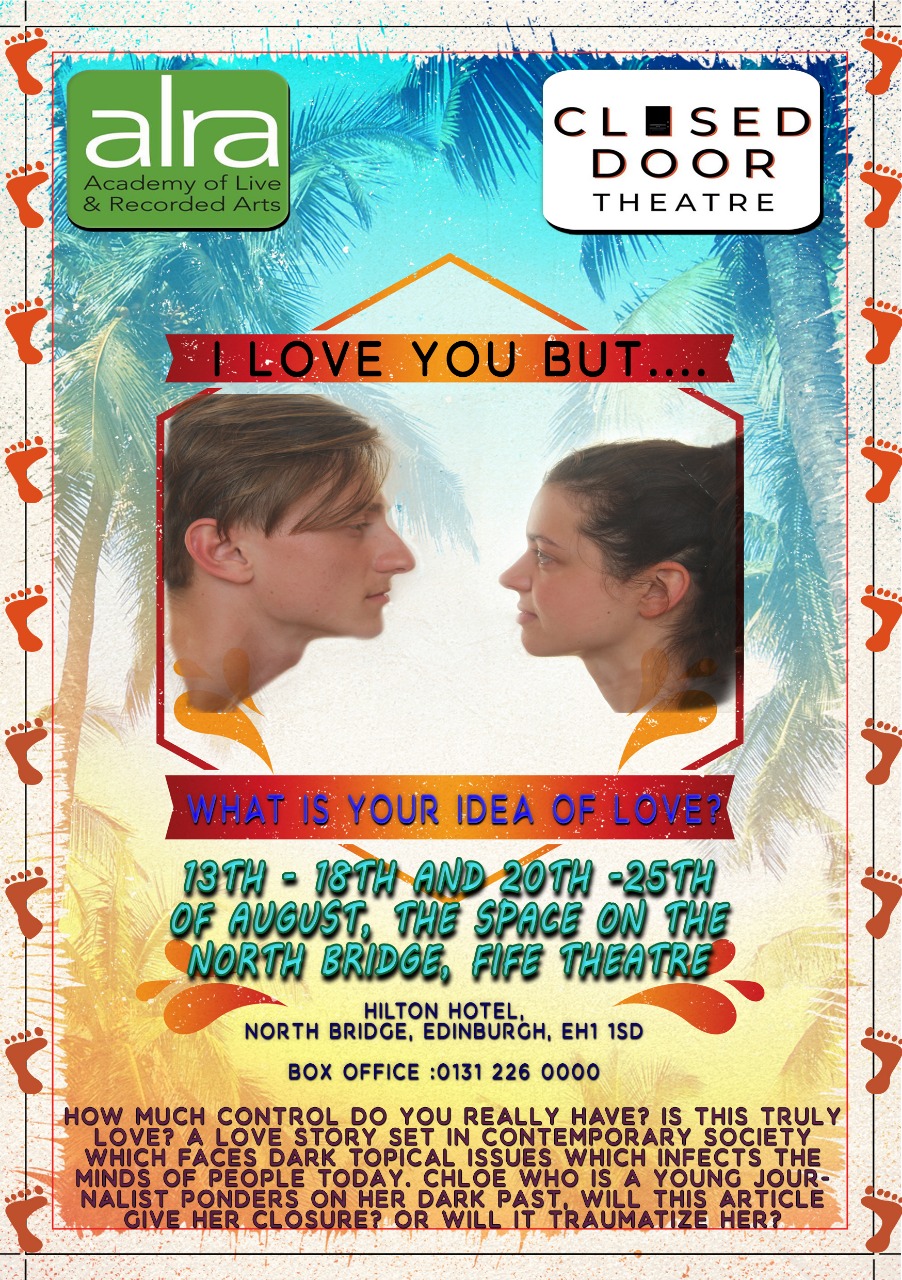 alra
Academy of Live
& Recorded Arts
CLOSED
DOOR
THEATRE
I LOVE YOU BUT....
WHAT IS YOUR IDEA OF LOVE?
13TH - 18TH AND 20TH -25TH
OF AUGUST, THE SPACE ON THE
NORTH BRIDGE, FIFE THEATRE
HILTON HOTEL,
NORTH BRIDGE, EDINBURGH, EH1 1SD
BOX OFFICE :0131 226 0000
HOW MUCH CONTROL DO YOU REALLY HAVE? IS THIS TRULY
LOVE? A LOVE STORY SET IN CONTEMPORARY SOCIETY
WHICH FACES DARK TOPICAL ISSUES WHICH INFECTS THE
MINDS OF PEOPLE TODAY. CHLOE WHO IS A YOUNG JOUR-
NALIST PONDERS ON HER DARK PAST, WILL THIS ARTICLE
GIVE HER CLOSURE? OR WILL IT TRAUMATIZE HER?